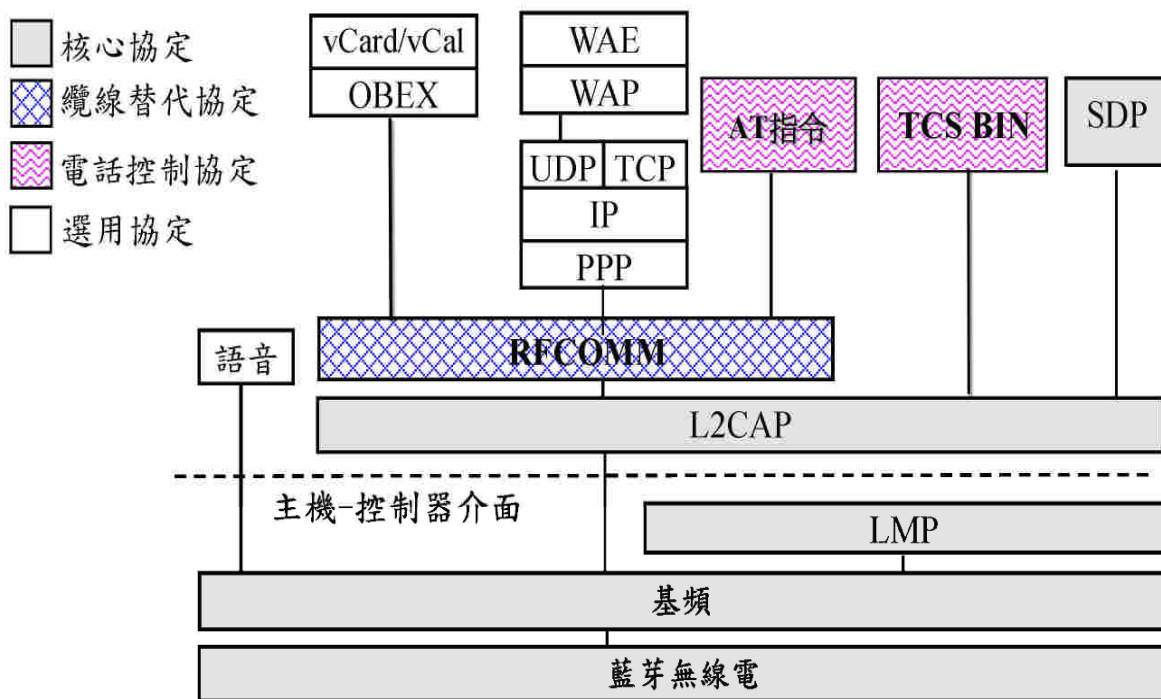 核心協定
纜線替代協定
電話控制協定
選用協定
vCard/vCal
OBEX
WAE
WAP
UDP TCP
IP
PPP
AT指令
TCS BIN
SDP
語音
RFCOMM
L2CAP
主機-控制器介面
LMP
基頻
藍芽無線電